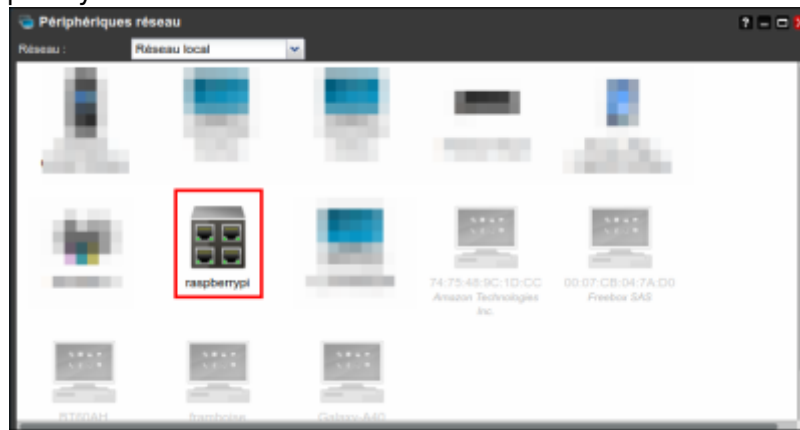 Périphériques réseau
Réseau :
Réseau local
raspberrypi
74:75:48:9C:1D:CC
Amazon Technologies
Inc.
00:07:CB:04:7A:D0
Freebox SAS
BT60AH
framboise
Galaxy-A40